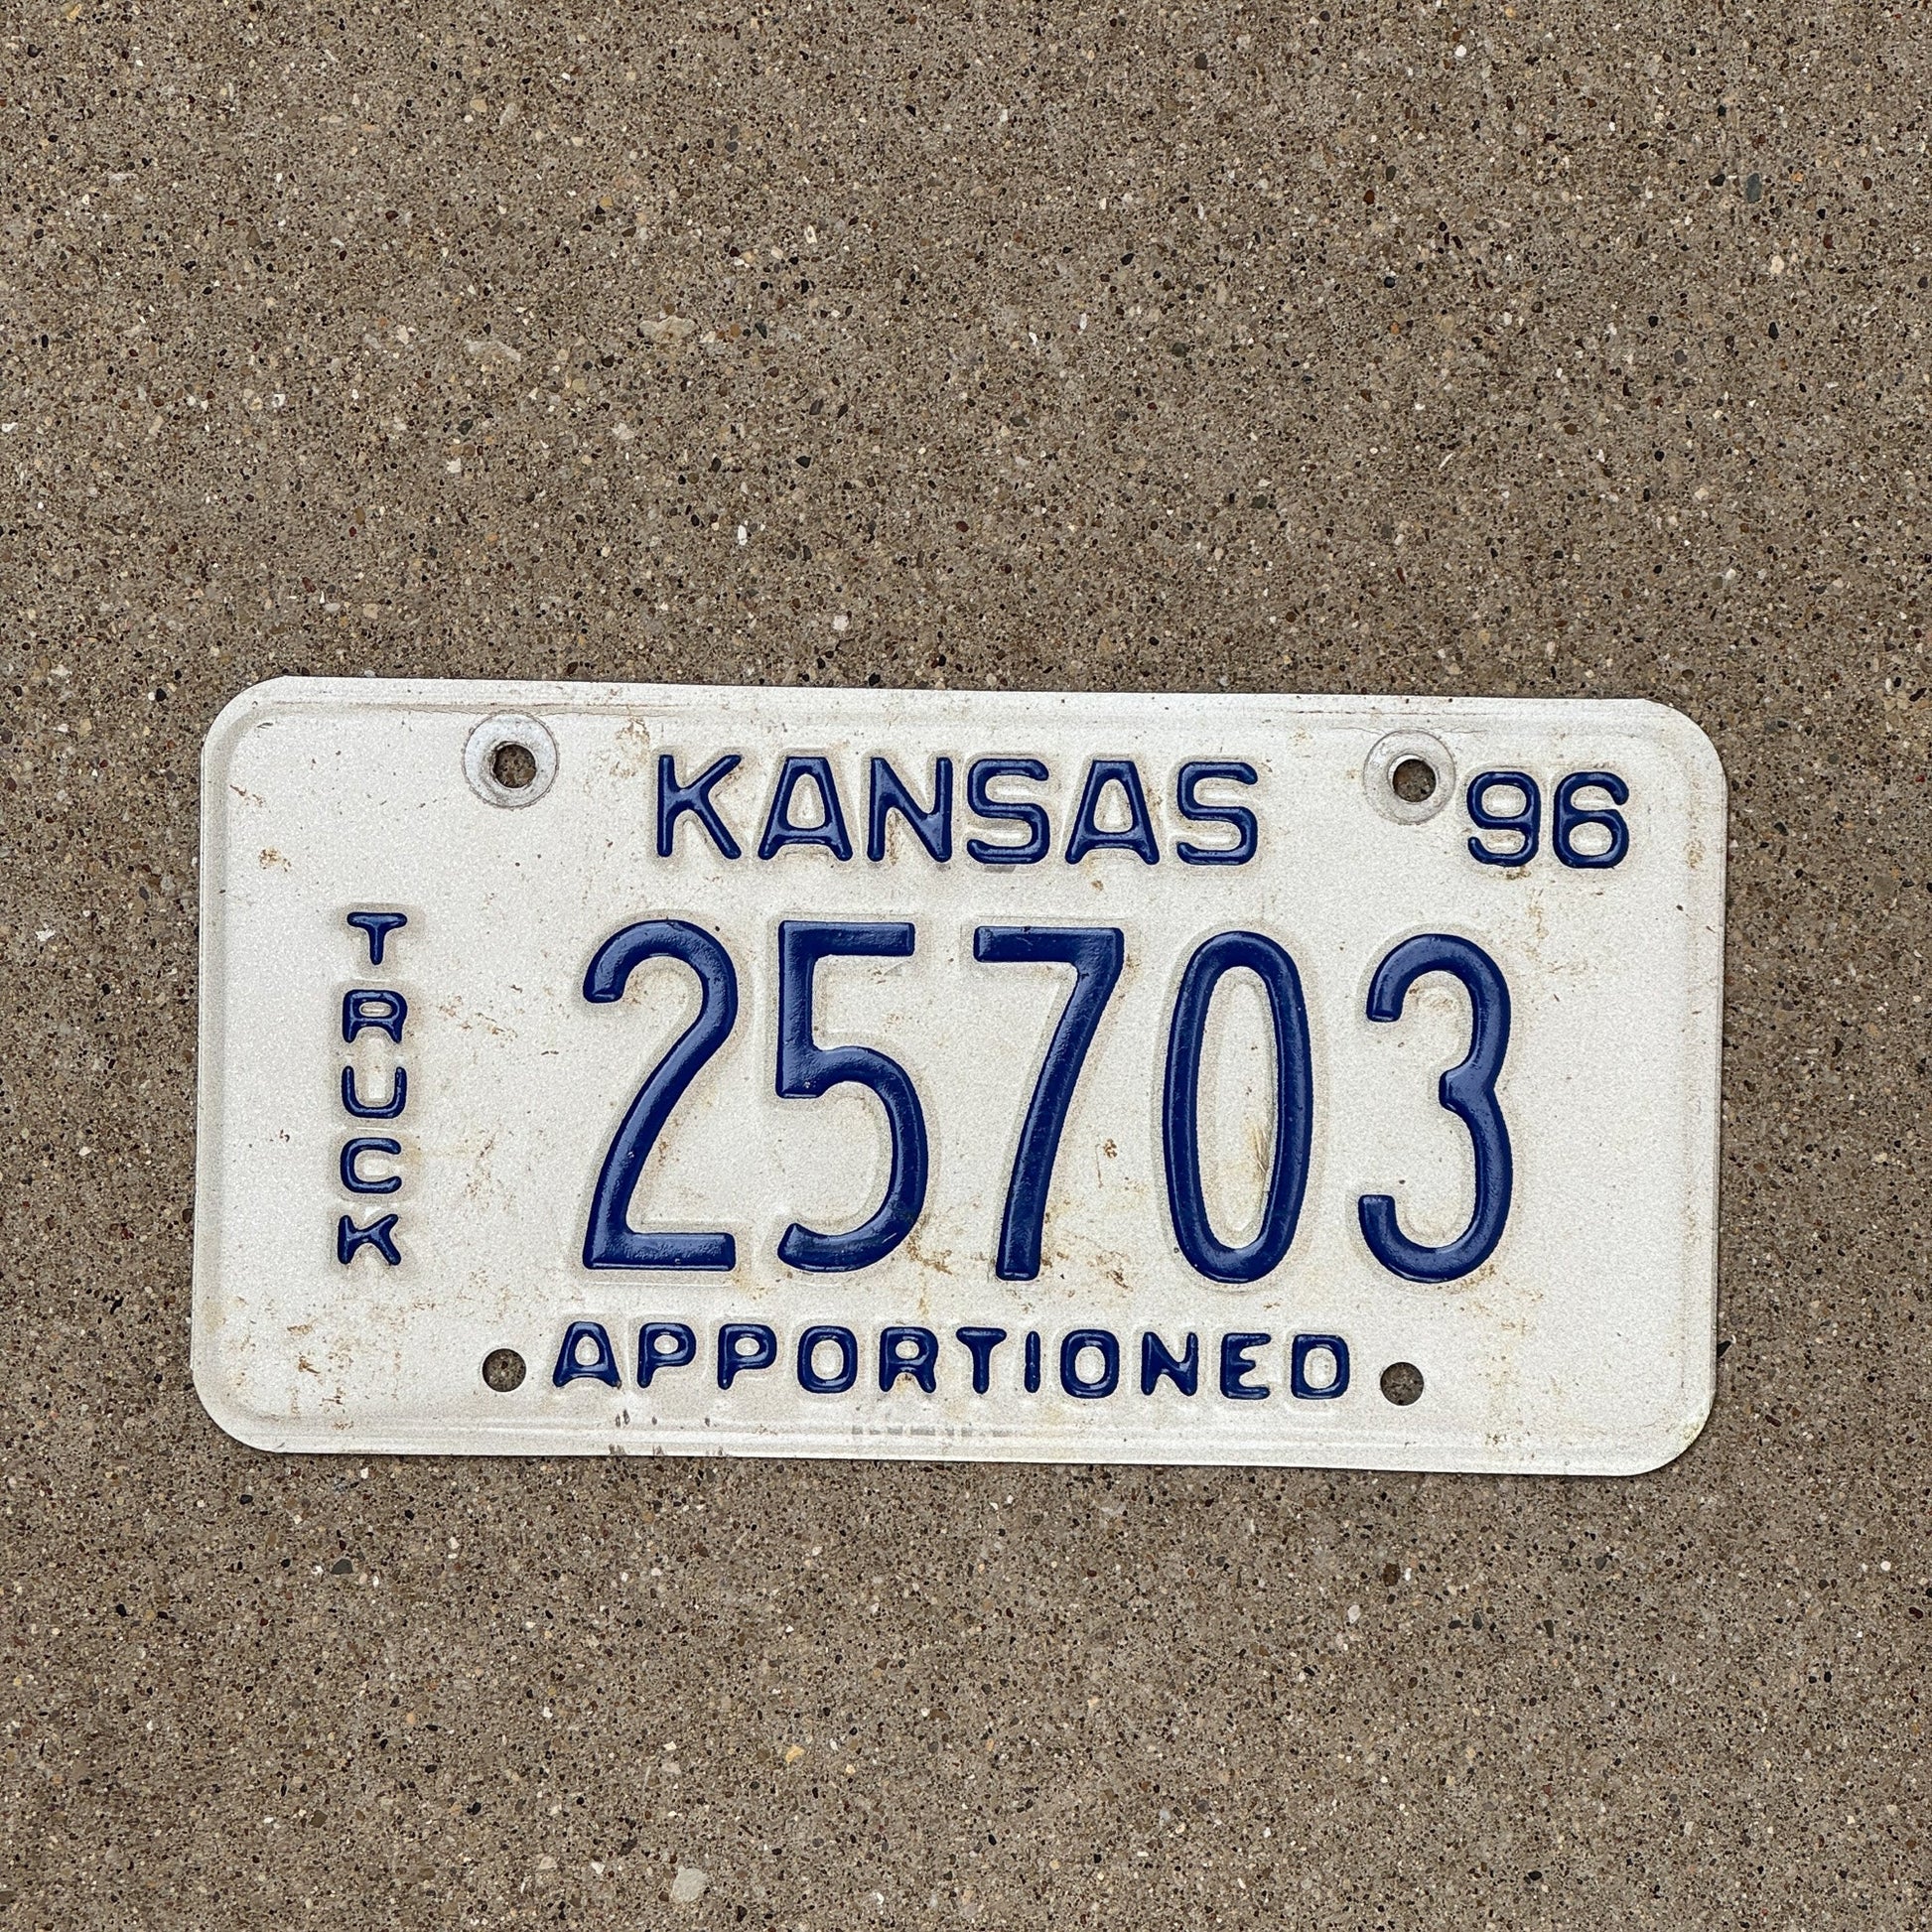 KANSAS 96
TRUCK
25703
APPORTIONED